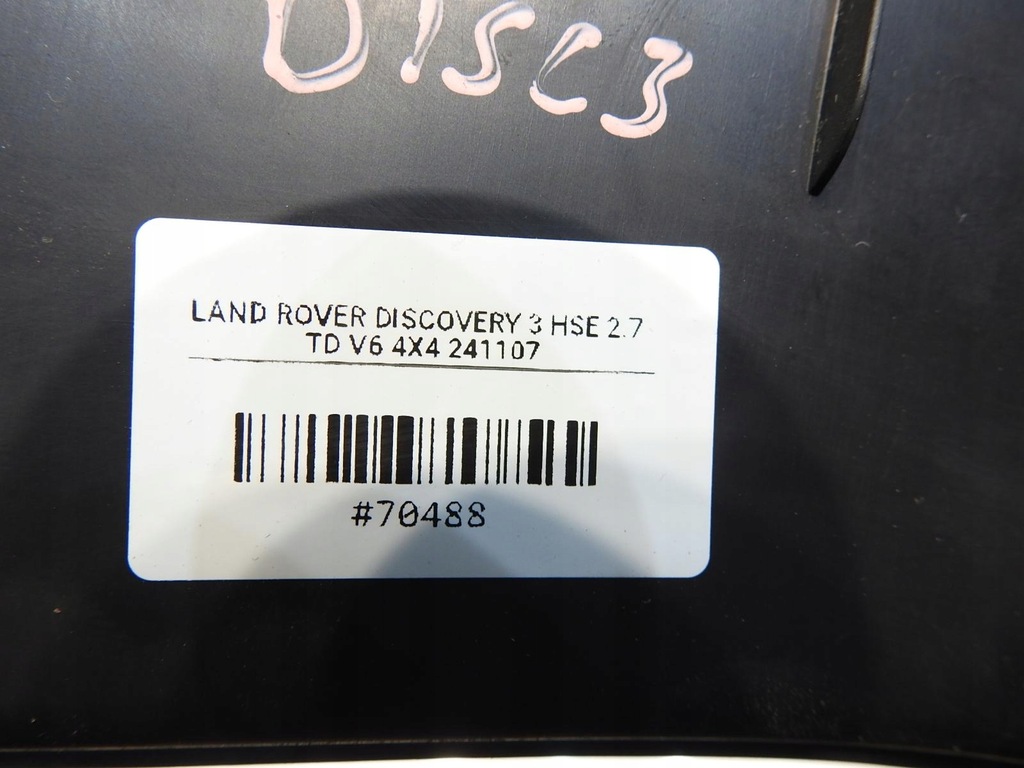 Disc3
LAND ROVER DISCOVERY 3 HSE 2.7
TD V6 4X4 241107
#70488